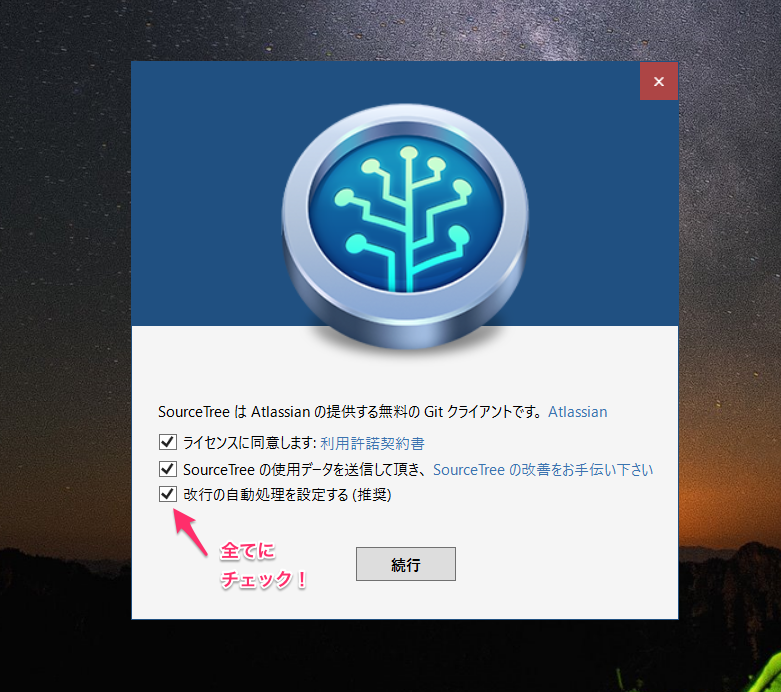 SourceTree は Atlassian の提供する無料の Git クライアントです。 Atlassian
ライセンスに同意します: 利用許諾契約書
SourceTree の使用データを送信して頂き、 SourceTree の改善をお手伝い下さい
改行の自動処理を設定する (推奨)
全てに
チェック！
続行